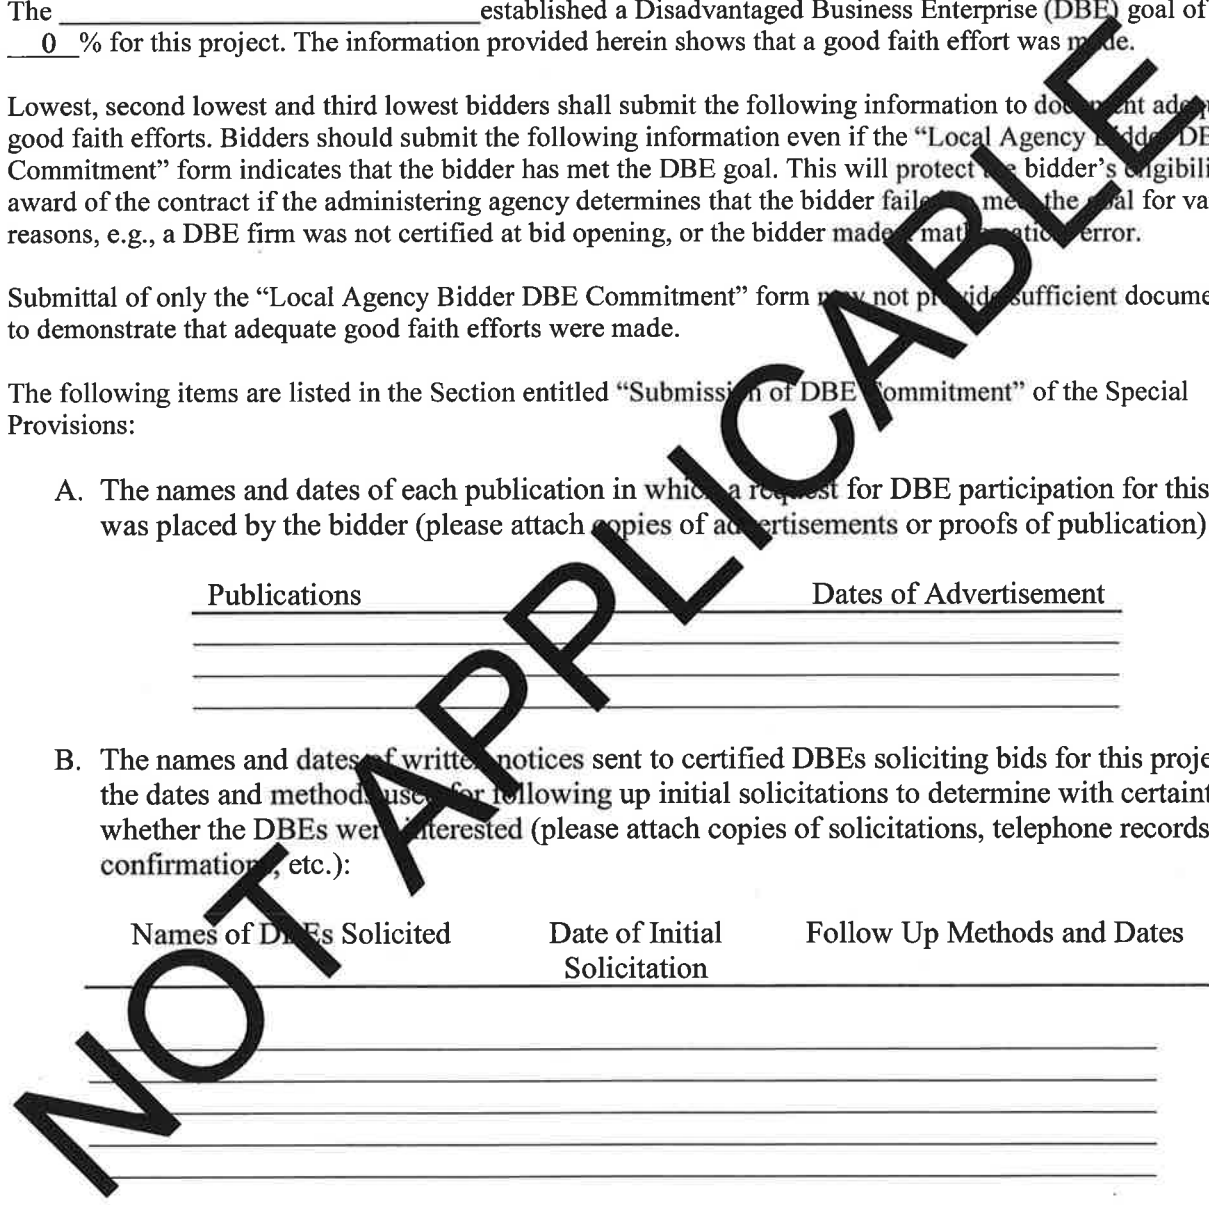 The ______________________________established a Disadvantaged Business Enterprise (DBE) goal of
__0__% for this project. The information provided herein shows that a good faith effort was made.
Lowest, second lowest and third lowest bidders shall submit the following information to document
good faith efforts. Bidders should submit the following information even if the “Local Agency Bidder
Commitment” form indicates that the bidder has met the DBE goal. This will protect the bidder’s
award of the contract if the administering agency determines that the bidder failed to meet the goal for
reasons, e.g., a DBE firm was not certified at bid opening, or the bidder made a mathematical error.
Submittal of only the “Local Agency Bidder DBE Commitment” form may not provide sufficient
to demonstrate that adequate good faith efforts were made.
The following items are listed in the Section entitled “Submission of DBE Commitment” of the Special
Provisions:
A. The names and dates of each publication in which a request for DBE participation for this
was placed by the bidder (please attach copies of advertisements or proofs of publication)
Publications Dates of Advertisement
B. The names and dates of written notices sent to certified DBEs soliciting bids for this
the dates and methods used for following up initial solicitations to determine with
whether the DBEs were interested (please attach copies of solicitations, telephone records
confirmations, etc.):
Names of DBEs Solicited Date of Initial Follow Up Methods and Dates
Solicitation
NOT APPLICABLE